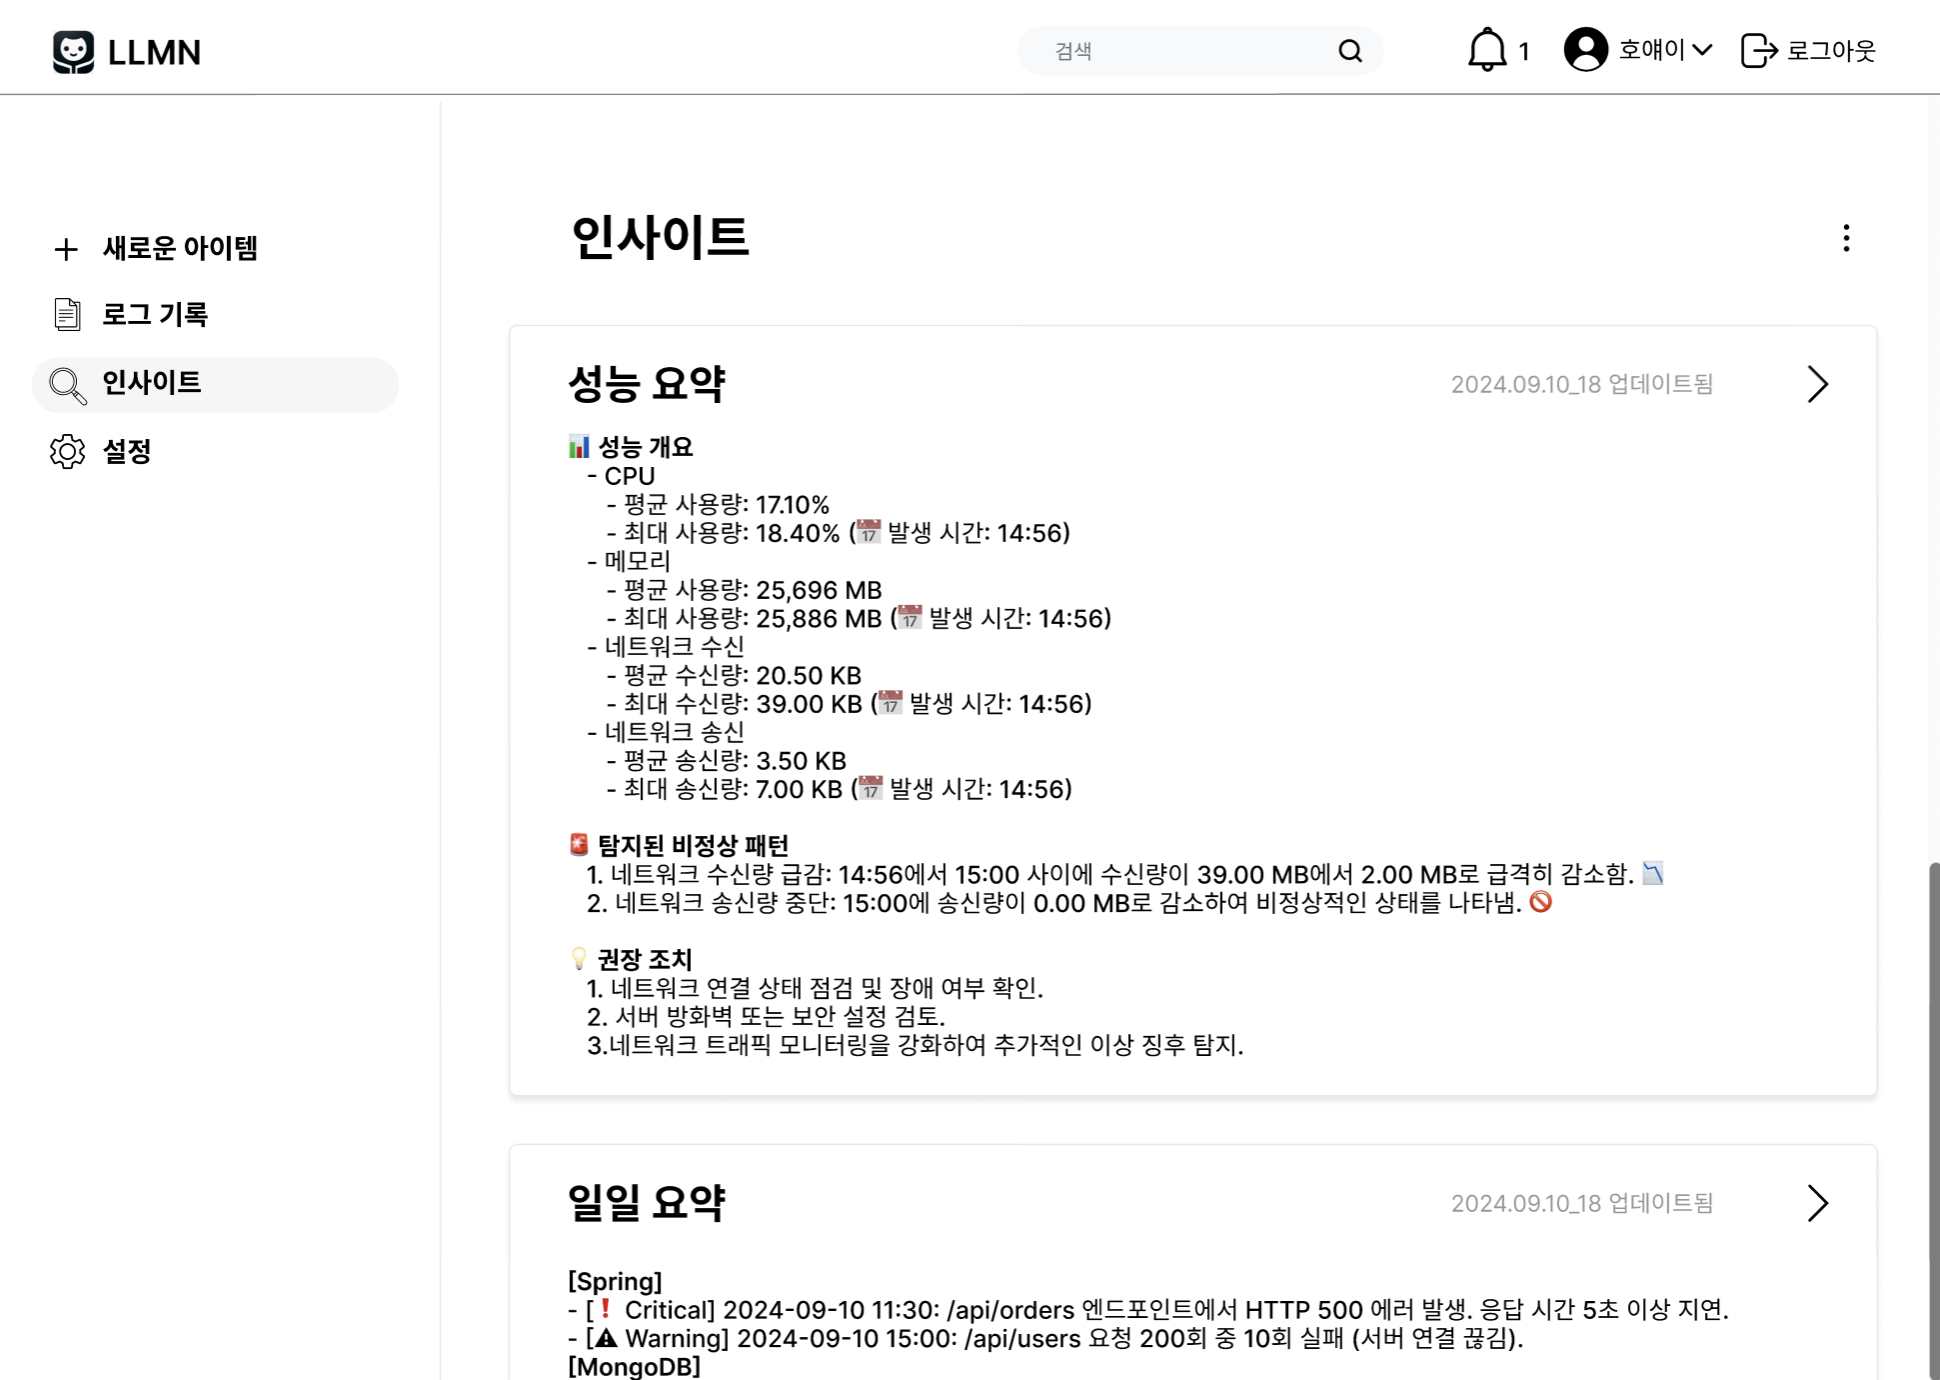 LLMN
검색
1
호얘이
로그아웃
새로운 아이템
로그 기록
인사이트
설정
인사이트
성능 요약
2024.09.10_18 업데이트됨
📊 성능 개요
- CPU
- 평균 사용량: 17.10%
- 최대 사용량: 18.40% (📅 발생 시간: 14:56)
- 메모리
- 평균 사용량: 25,696 MB
- 최대 사용량: 25,886 MB (📅 발생 시간: 14:56)
- 네트워크 수신
- 평균 수신량: 20.50 KB
- 최대 수신량: 39.00 KB (📅 발생 시간: 14:56)
- 네트워크 송신
- 평균 송신량: 3.50 KB
- 최대 송신량: 7.00 KB (📅 발생 시간: 14:56)
🚨 탐지된 비정상 패턴
1. 네트워크 수신량 급감: 14:56에서 15:00 사이에 수신량이 39.00 MB에서 2.00 MB로 급격히 감소함. 📉
2. 네트워크 송신량 중단: 15:00에 송신량이 0.00 MB로 감소하여 비정상적인 상태를 나타냄. 🚫
💡 권장 조치
1. 네트워크 연결 상태 점검 및 장애 여부 확인.
2. 서버 방화벽 또는 보안 설정 검토.
3.네트워크 트래픽 모니터링을 강화하여 추가적인 이상 징후 탐지.
일일 요약
2024.09.10_18 업데이트됨
[Spring]
- [❗ Critical] 2024-09-10 11:30: /api/orders 엔드포인트에서 HTTP 500 에러 발생. 응답 시간 5초 이상 지연.
- [⚠ Warning] 2024-09-10 15:00: /api/users 요청 200회 중 10회 실패 (서버 연결 끊김).
[MongoDB]